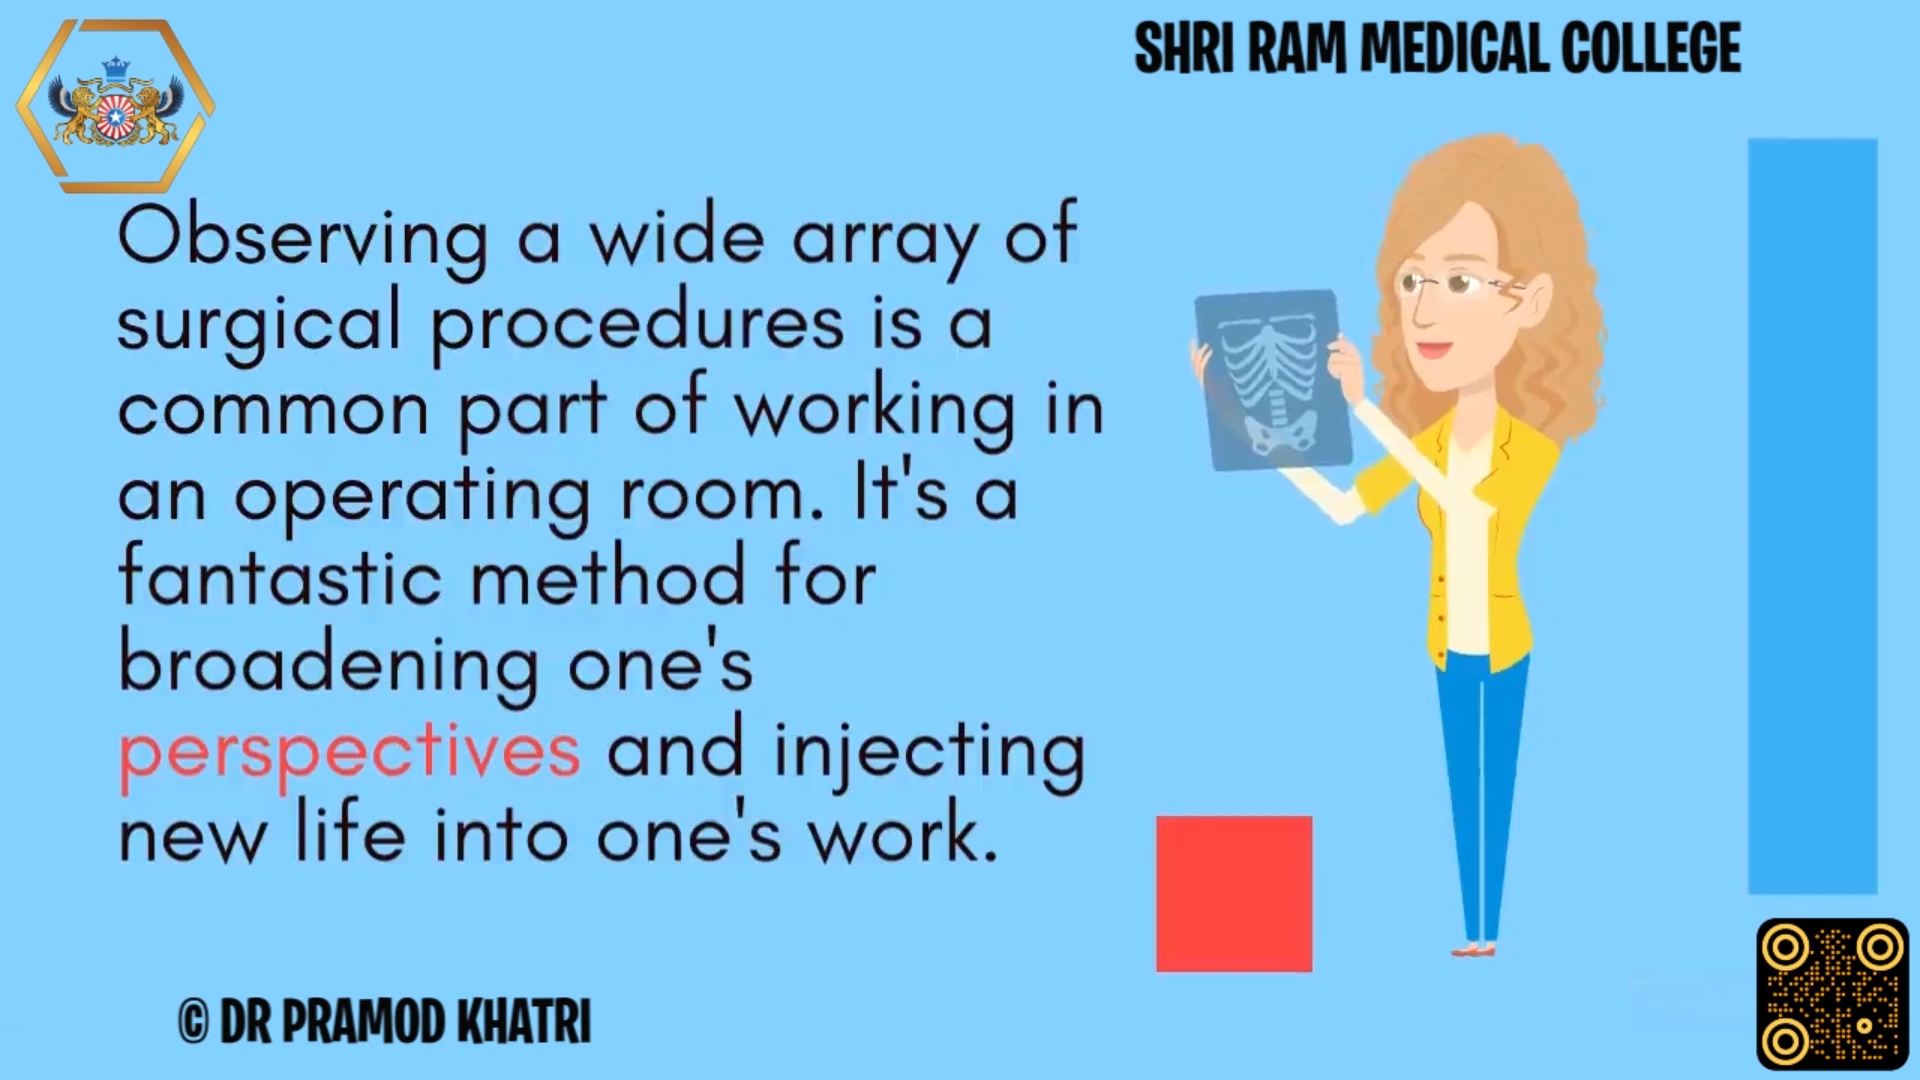 SHRI RAM MEDICAL COLLEGE
Observing a wide array of
surgical procedures is a
common part of working in
an operating room. It's a
fantastic method for
broadening one's
perspectives and injecting
new life into one's work.
© DR PRAMOD KHATRI